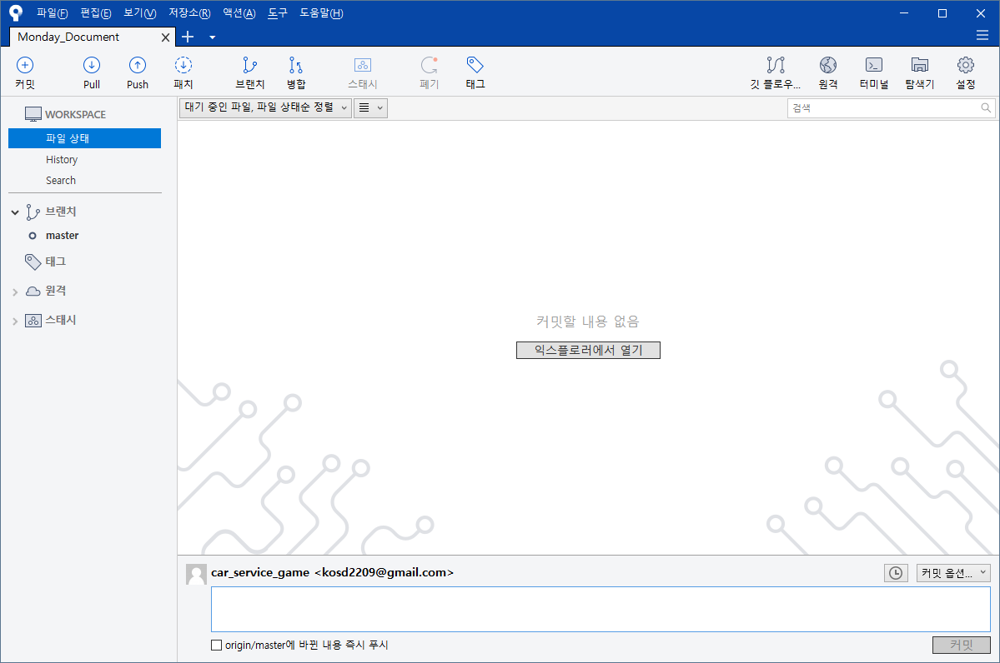 파일(F) 편집(E) 보기(V) 저장소(R) 액션(A) 도구 도움말(H)
Monday_Document
커밋 Pull Push 패치 브랜치 병합 스태시 폐기 태그 깃 플로우... 원격 터미널 탐색기 설정
WORKSPACE
파일 상태
History
Search
브랜치
master
태그
원격
스태시
대기 중인 파일, 파일 상태순 정렬
검색
커밋할 내용 없음
익스플로러에서 열기
car_service_game <kosd2209@gmail.com>
커밋 옵션...
origin/master에 바뀐 내용 즉시 푸시
커밋